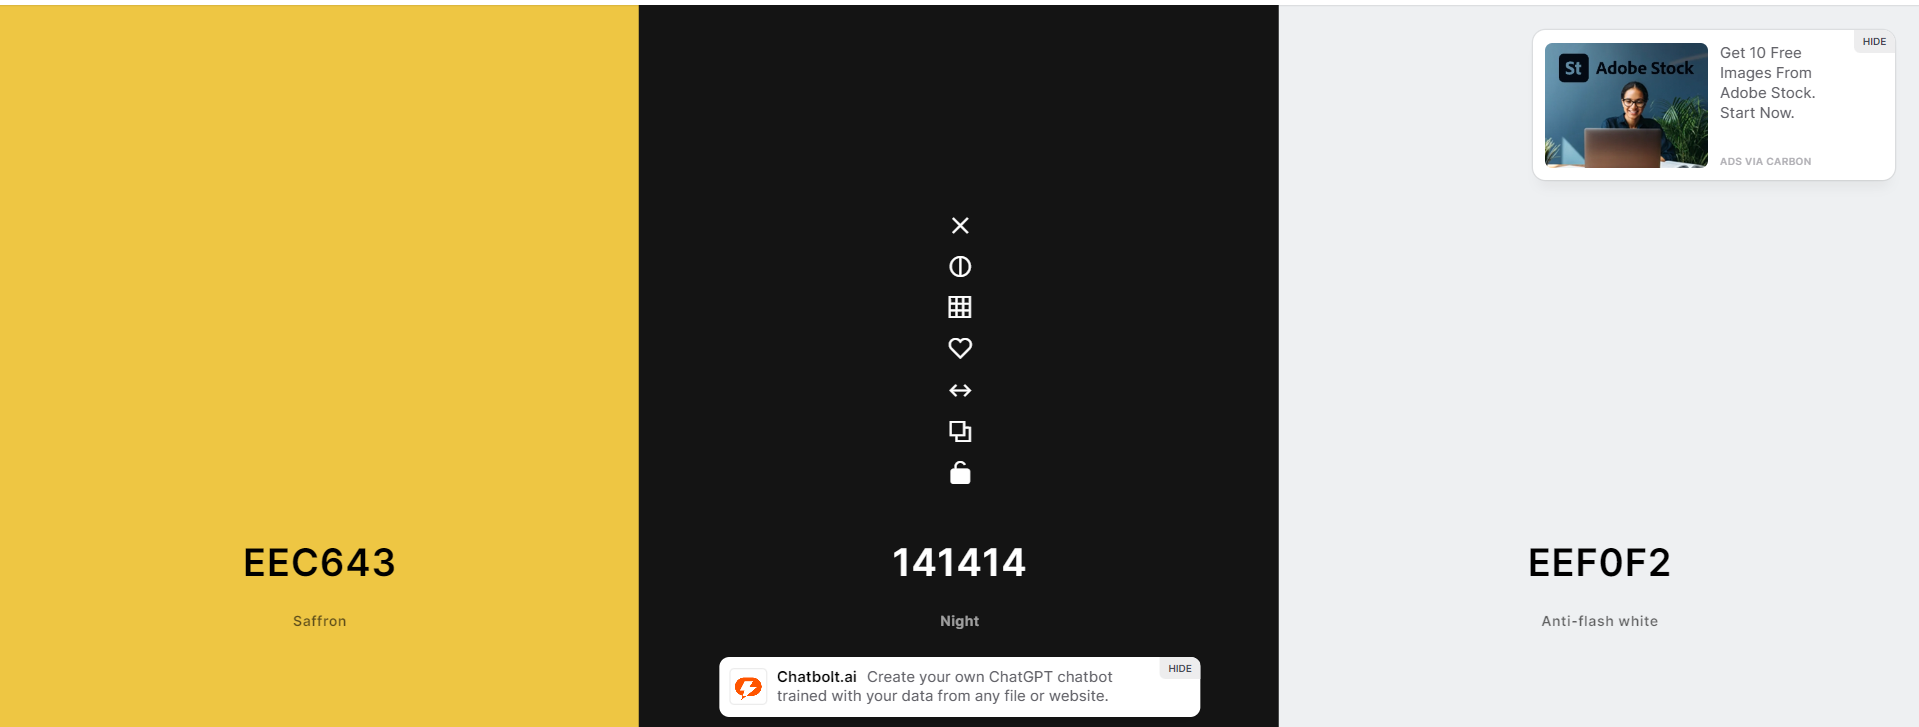 HIDE
St Adobe Stock
Get 10 Free
Images From
Adobe Stock.
Start Now.
ADS VIA CARBON
EEC643
Saffron
141414
Night
EEF0F2
Anti-flash white
HIDE
Chatbolt.ai Create your own ChatGPT chatbot
trained with your data from any file or website.